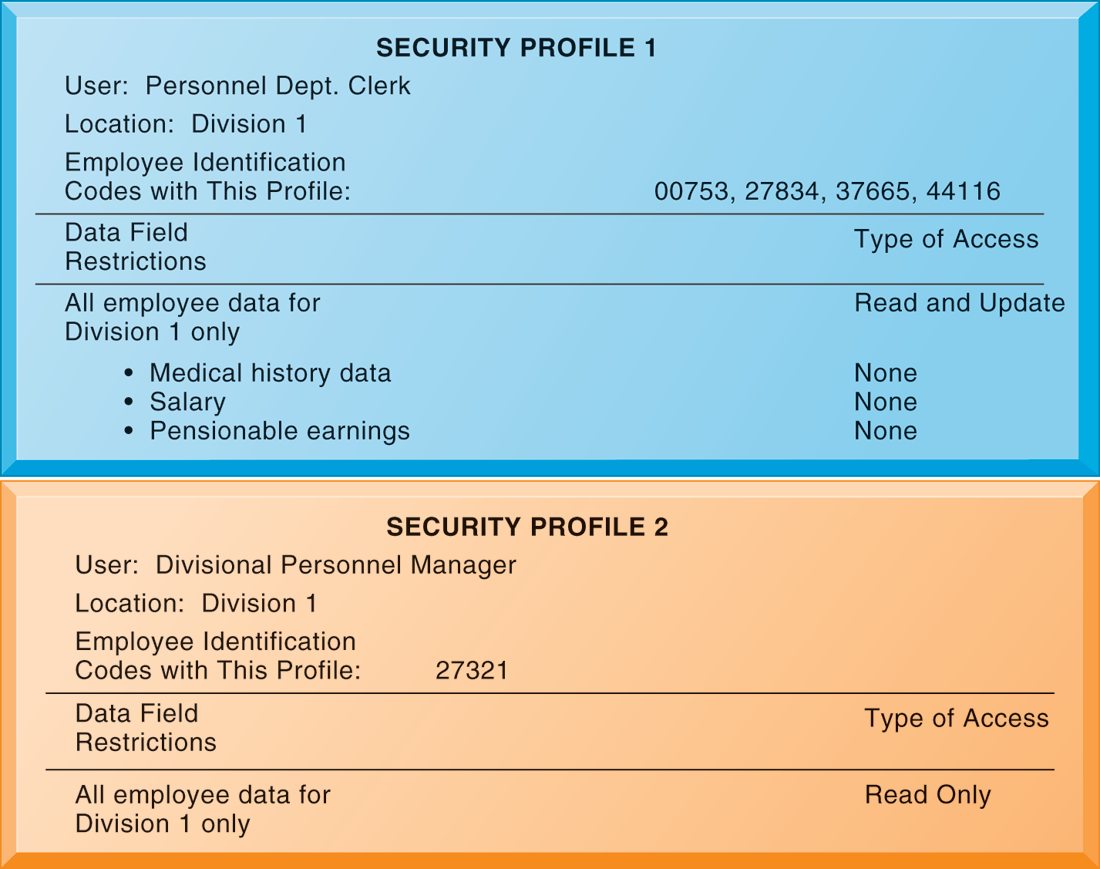 SECURITY PROFILE 1
User: Personnel Dept. Clerk
Location: Division 1
Employee Identification
Codes with This Profile: 00753, 27834, 37665, 44116
Data Field
Restrictions
Type of Access
All employee data for
Division 1 only
Read and Update
• Medical history data None
• Salary None
• Pensionable earnings None
SECURITY PROFILE 2
User: Divisional Personnel Manager
Location: Division 1
Employee Identification
Codes with This Profile: 27321
Data Field
Restrictions
Type of Access
All employee data for
Division 1 only
Read Only